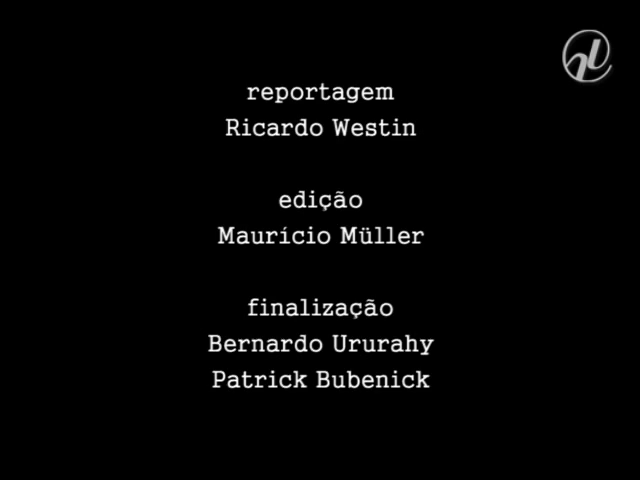 reportagem
Ricardo Westin
edição
Maurício Müller
finalização
Bernardo Ururahy
Patrick Bubenick